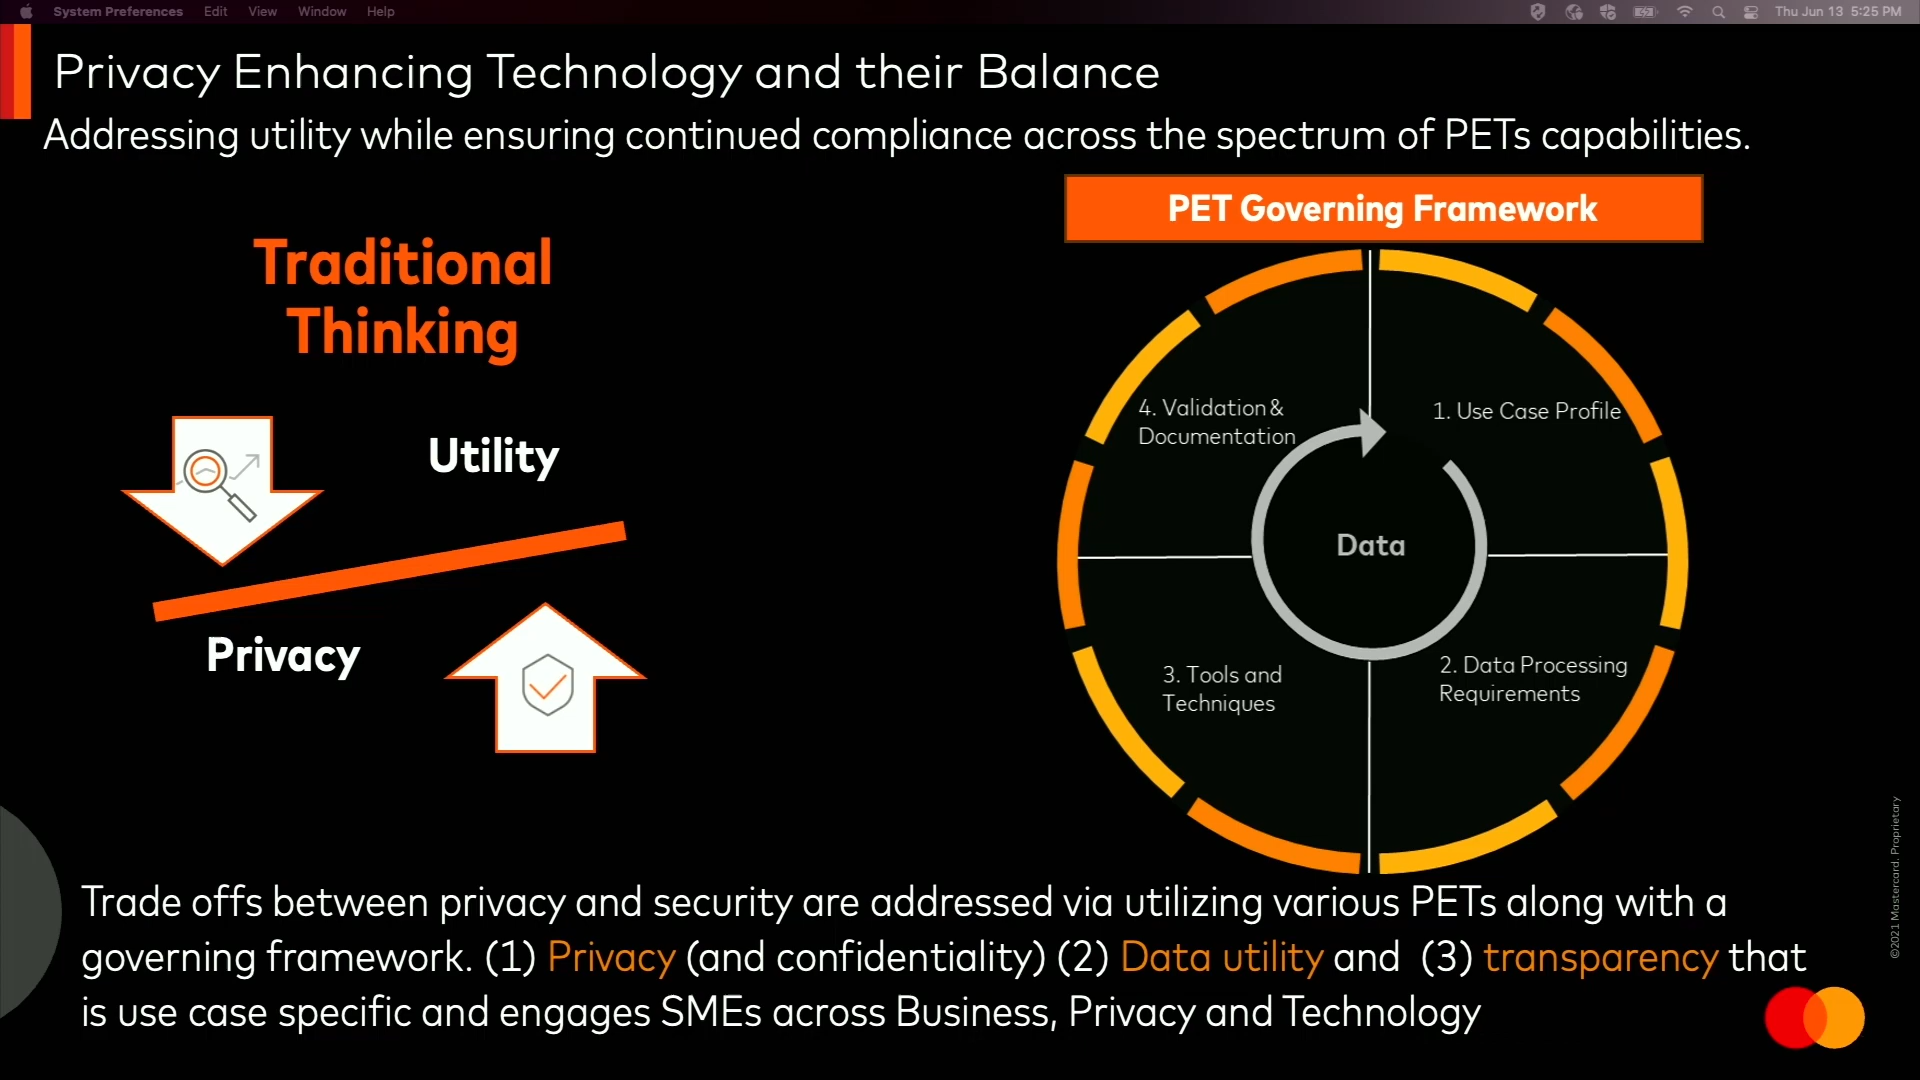 System Preferences Edit View Window Help
Thu Jun 13 5:25 PM
Privacy Enhancing Technology and their Balance
Addressing utility while ensuring continued compliance across the spectrum of PETs capabilities.
Traditional
Thinking
Utility
Privacy
PET Governing Framework
4. Validation &
Documentation
1. Use Case Profile
Data
3. Tools and
Techniques
2. Data Processing
Requirements
Trade offs between privacy and security are addressed via utilizing various PETs along with a
governing framework. (1) Privacy (and confidentiality) (2) Data utility and (3) transparency that
is use case specific and engages SMEs across Business, Privacy and Technology
©2021 Mastercard. Proprietary